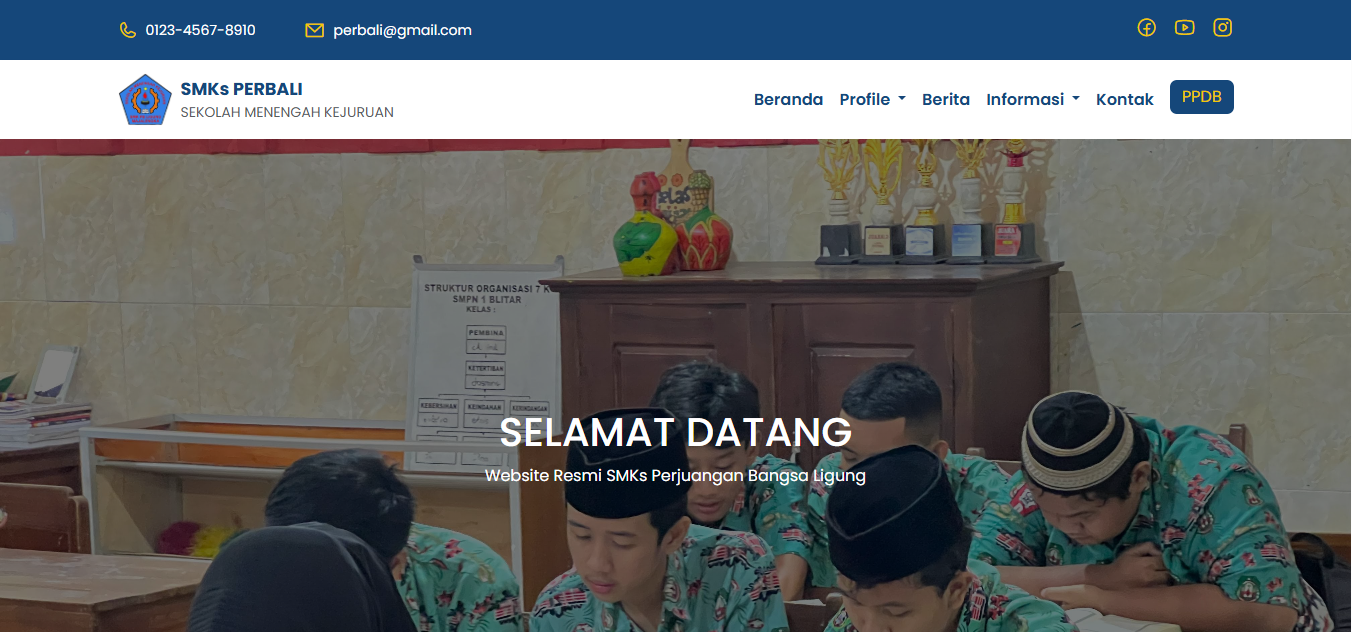 0123-4567-8910
perbali@gmail.com
SMKs PERBALI
SEKOLAH MENENGAH KEJURUAN
Beranda
Profile
Berita
Informasi
Kontak
PPDB
STRUKTUR ORGANISASI 7 K
SMPN 1 BLITAR
KELAS :
PEMBINA
KETERTIBAN
KEBERSIHAN
KEINDAHAN
KERINDANGAN
SELAMAT DATANG
Website Resmi SMKs Perjuangan Bangsa Ligung